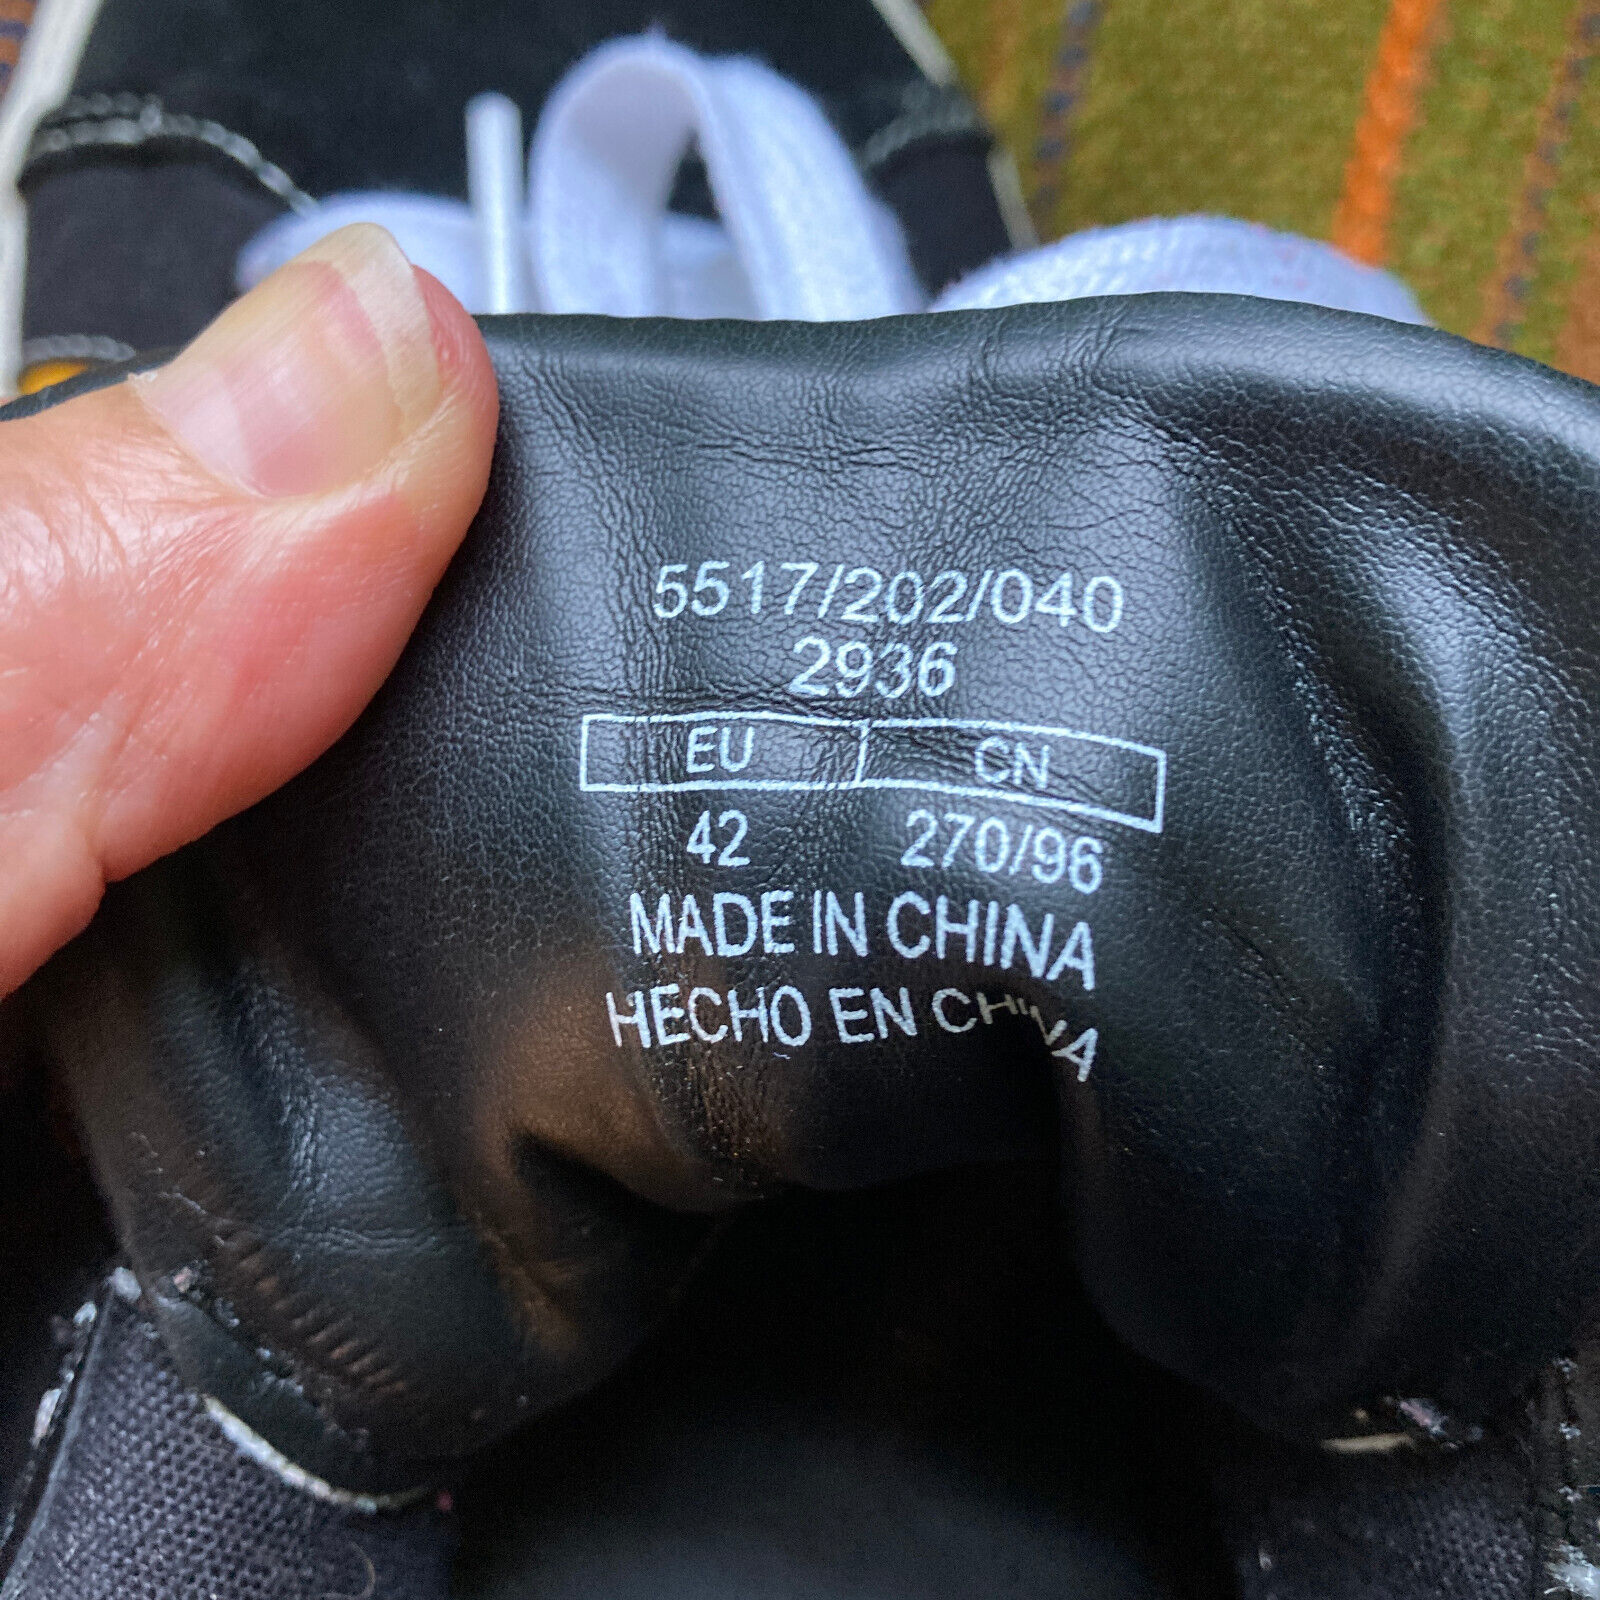 5517/202/040
2936
EU CN
42 270/96
MADE IN CHINA
HECHO EN CHINA